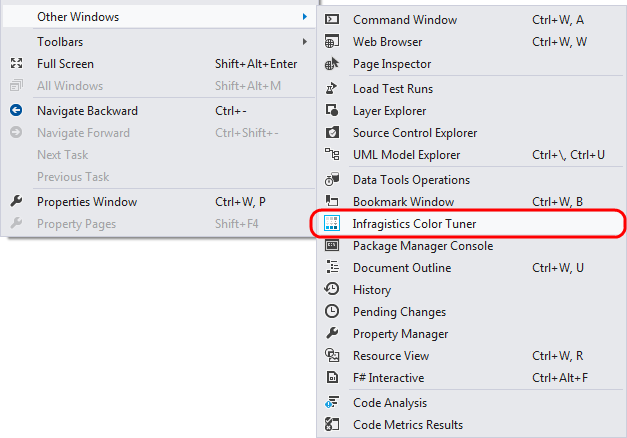 Other Windows
Toolbars
Full Screen Shift+Alt+Enter
All Windows Shift+Alt+M
Navigate Backward Ctrl+-
Navigate Forward Ctrl+Shift+-
Next Task
Previous Task
Properties Window Ctrl+W, P
Property Pages Shift+F4
Command Window Ctrl+W, A
Web Browser Ctrl+W, W
Page Inspector
Load Test Runs
Layer Explorer
Source Control Explorer
UML Model Explorer Ctrl+\, Ctrl+U
Data Tools Operations
Bookmark Window Ctrl+W, B
Infragistics Color Tuner
Package Manager Console
Document Outline Ctrl+W, U
History
Pending Changes
Property Manager
Resource View Ctrl+W, R
F# Interactive Ctrl+Alt+F
Code Analysis
Code Metrics Results